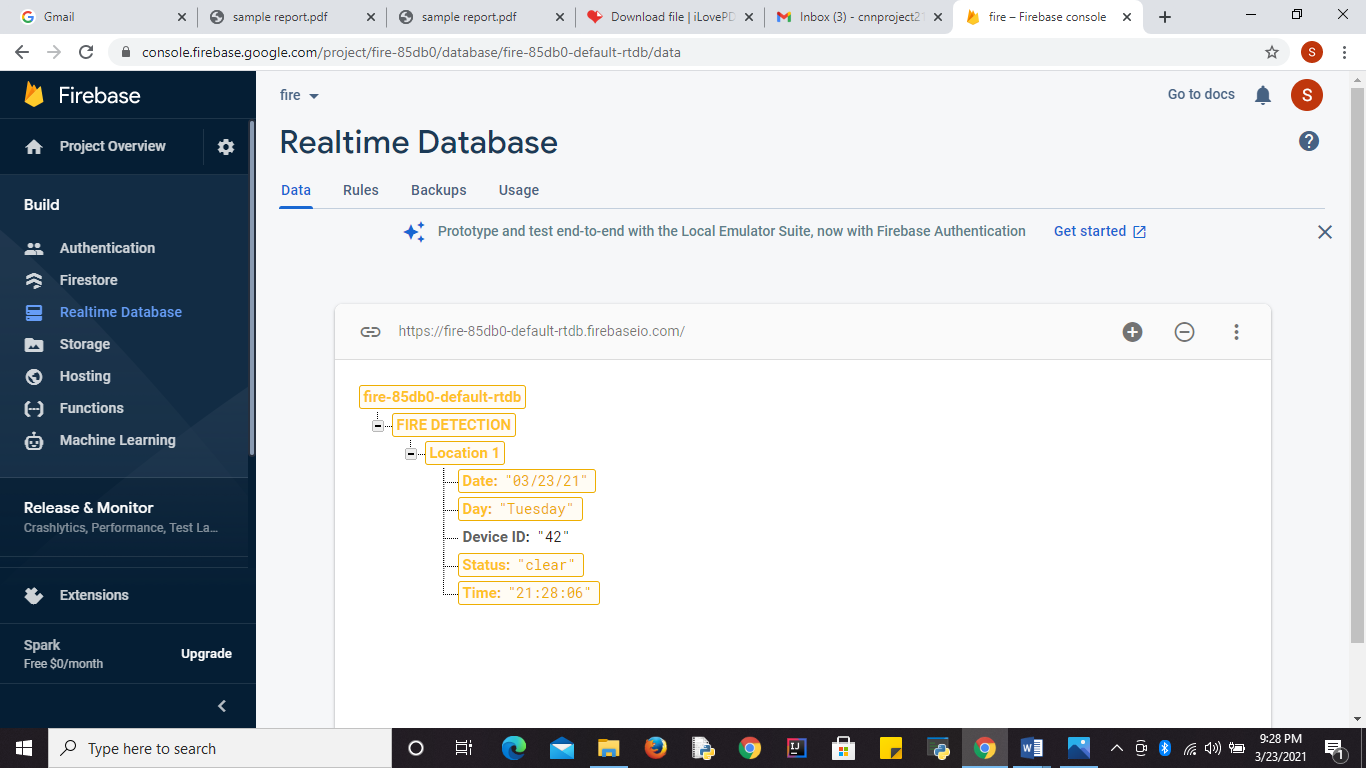 Gmail
sample report.pdf
sample report.pdf
Download file | iLovePD
Inbox (3) - cnnproject21
fire – Firebase console
console.firebase.google.com/project/fire-85db0/database/fire-85db0-default-rtdb/data
S
Firebase
fire
Go to docs
S
Project Overview
Realtime Database
Data Rules Backups Usage
Build
Prototype and test end-to-end with the Local Emulator Suite, now with Firebase Authentication Get started
Authentication
Firestore
Realtime Database
Storage
Hosting
Functions
Machine Learning
Release & Monitor
Crashlytics, Performance, Test La...
Extensions
Spark
Free $0/month
Upgrade
https://fire-85db0-default-rtdb.firebaseio.com/
fire-85db0-default-rtdb
FIRE DETECTION
Location 1
Date: "03/23/21"
Day: "Tuesday"
Device ID: "42"
Status: "clear"
Time: "21:28:06"
Type here to search
9:28 PM
3/23/2021
1